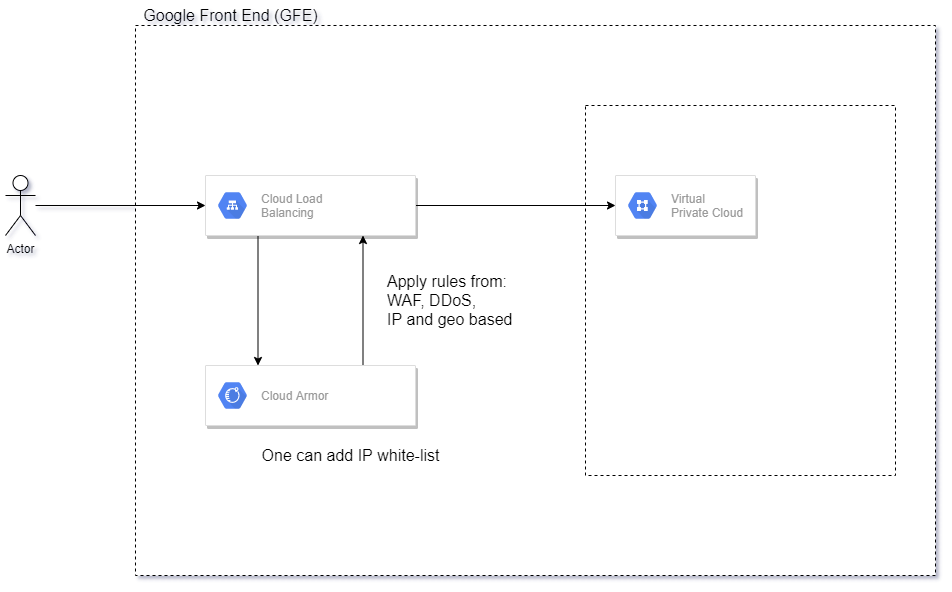 Google Front End (GFE)
Actor
Cloud Load
Balancing
Virtual
Private Cloud
Apply rules from:
WAF, DDoS,
IP and geo based
Cloud Armor
One can add IP white-list